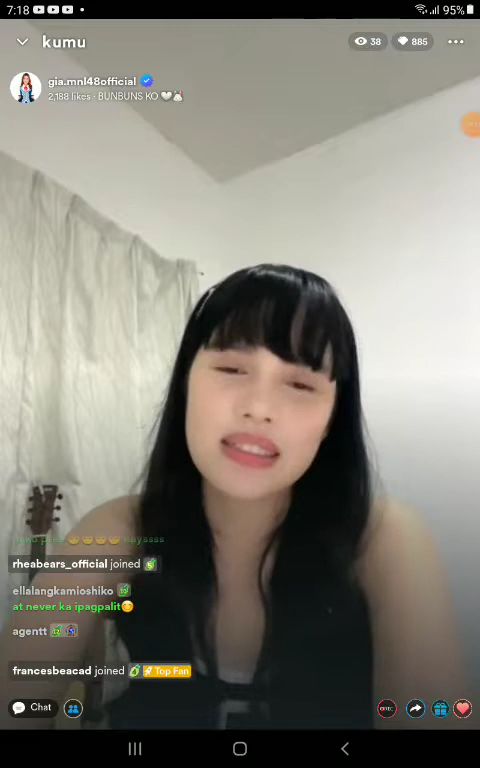 7:18
95%
kumu
38
885
gia.mnl48official
2,188 likes · BUNBUNS KO
rheabears_official joined
ellalangkamioshiko
at never ka ipagpalit
agentt
francesbeacad joined Top Fan
Chat